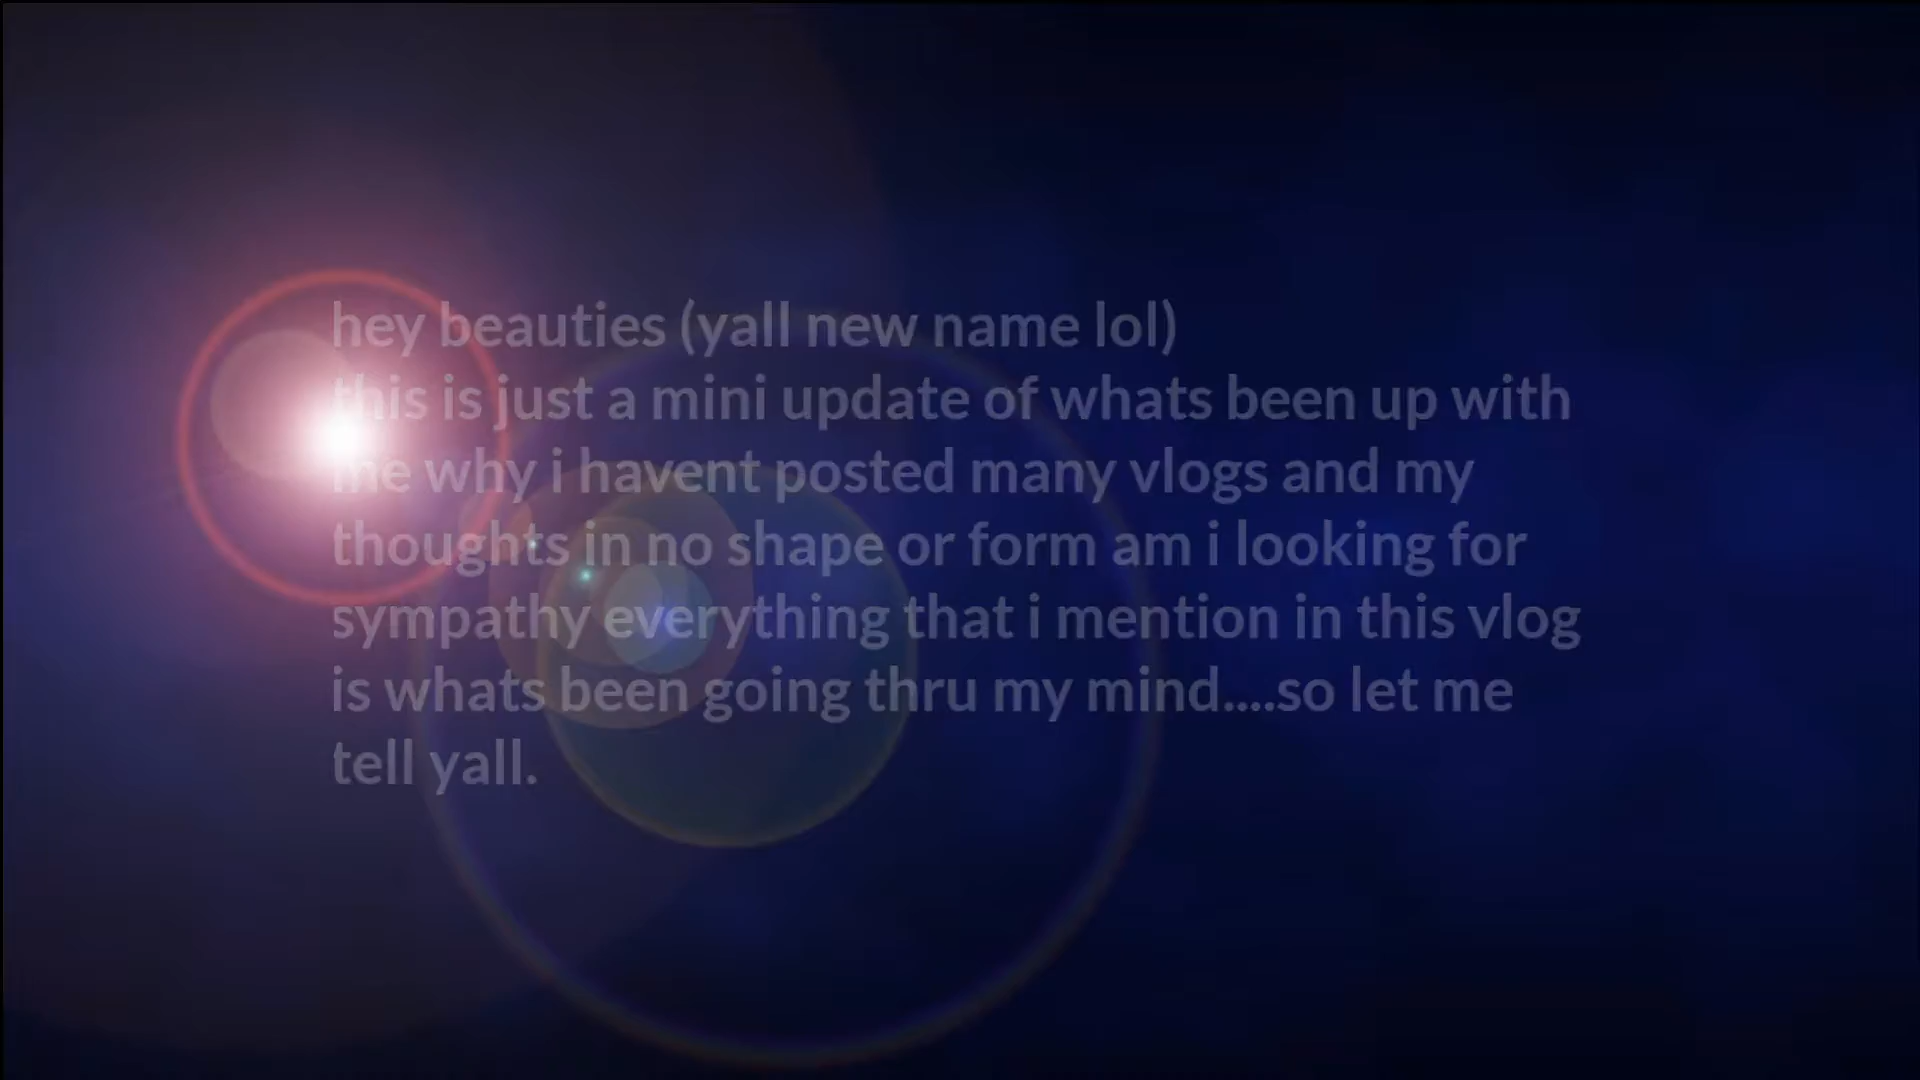 hey beauties (yall new name lol)
this is just a mini update of whats been up with
me why i havent posted many vlogs and my
thoughts in no shape or form am i looking for
sympathy everything that i mention in this vlog
is whats been going thru my mind....so let me
tell yall.